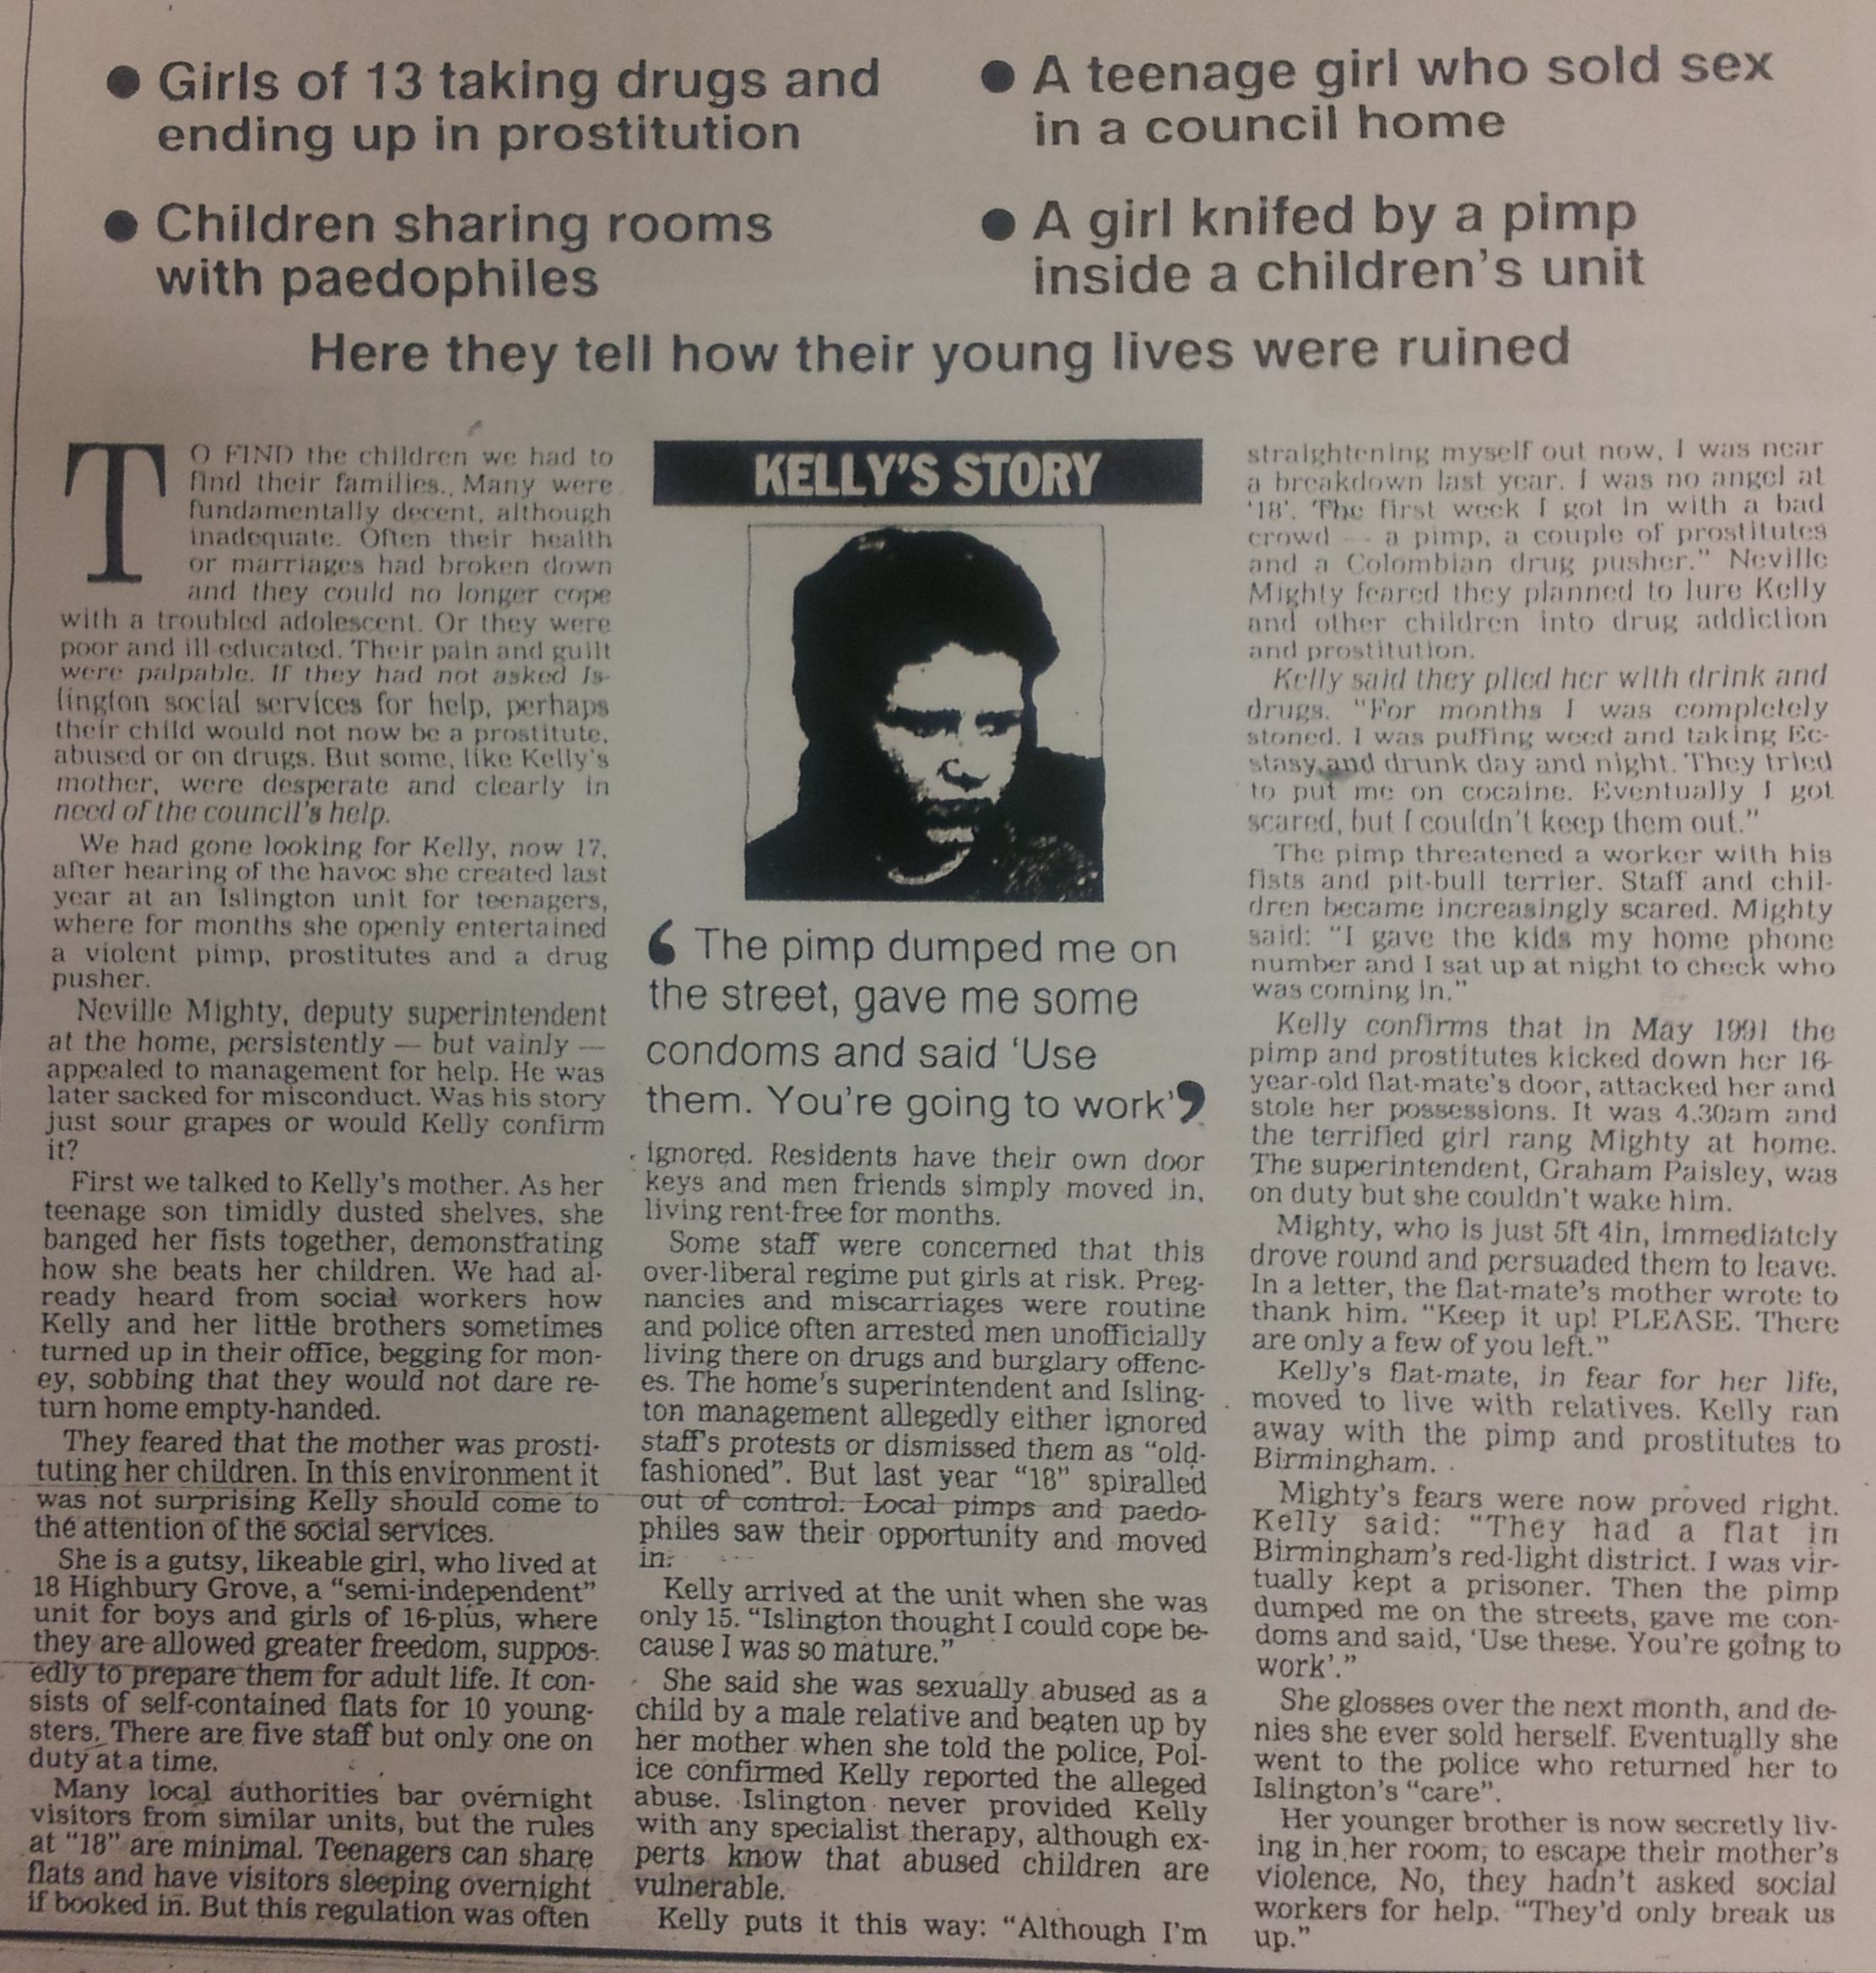 ● Girls of 13 taking drugs and
ending up in prostitution
● Children sharing rooms
with paedophiles
● A teenage girl who sold sex
in a council home
● A girl knifed by a pimp
inside a children's unit
Here they tell how their young lives were ruined
TO FIND the children we had to
find their families. Many were
fundamentally decent, although
inadequate. Often their health
or marriages had broken down
and they could no longer cope
with a troubled adolescent. Or they were
poor and ill-educated. Their pain and guilt
were palpable. If they had not asked Is-
lington social services for help, perhaps
their child would not now be a prostitute,
abused or on drugs. But some, like Kelly's
mother, were desperate and clearly in
need of the council's help.
We had gone looking for Kelly, now 17,
after hearing of the havoc she created last
year at an Islington unit for teenagers,
where for months she openly entertained
a violent pimp, prostitutes and a drug
pusher.
Neville Mighty, deputy superintendent
at the home, persistently — but vainly —
appealed to management for help. He was
later sacked for misconduct. Was his story
just sour grapes or would Kelly confirm
it?
First we talked to Kelly's mother. As her
teenage son timidly dusted shelves, she
banged her fists together, demonstrating
how she beats her children. We had al-
ready heard from social workers how
Kelly and her little brothers sometimes
turned up in their office, begging for mon-
ey, sobbing that they would not dare re-
turn home empty-handed.
They feared that the mother was prosti-
tuting her children. In this environment it
was not surprising Kelly should come to
the attention of the social services.
She is a gutsy, likeable girl, who lived at
18 Highbury Grove, a "semi-independent"
unit for boys and girls of 16-plus, where
they are allowed greater freedom, suppos-
edly to prepare them for adult life. It con-
sists of self-contained flats for 10 young-
sters. There are five staff but only one on
duty at a time.
Many local authorities bar overnight
visitors from similar units, but the rules
at "18" are minimal. Teenagers can share
flats and have visitors sleeping overnight
if booked in. But this regulation was often
KELLY'S STORY
‘ The pimp dumped me on
the street, gave me some
condoms and said 'Use
them. You're going to work' ’
ignored. Residents have their own door
keys and men friends simply moved in,
living rent-free for months.
Some staff were concerned that this
over-liberal regime put girls at risk. Preg-
nancies and miscarriages were routine
and police often arrested men unofficially
living there on drugs and burglary offenc-
es. The home's superintendent and Isling-
ton management allegedly either ignored
staff's protests or dismissed them as "old-
fashioned". But last year "18" spiralled
out of control. Local pimps and paedo-
philes saw their opportunity and moved
in.
Kelly arrived at the unit when she was
only 15. "Islington thought I could cope be-
cause I was so mature."
She said she was sexually abused as a
child by a male relative and beaten up by
her mother when she told the police. Pol-
ice confirmed Kelly reported the alleged
abuse. Islington never provided Kelly
with any specialist therapy, although ex-
perts know that abused children are
vulnerable.
Kelly puts it this way: "Although I'm
straightening myself out now, I was near
a breakdown last year. I was no angel at
'18'. The first week I got in with a bad
crowd — a pimp, a couple of prostitutes
and a Colombian drug pusher." Neville
Mighty feared they planned to lure Kelly
and other children into drug addiction
and prostitution.
Kelly said they plied her with drink and
drugs. "For months I was completely
stoned. I was puffing weed and taking Ec-
stasy and drunk day and night. They tried
to put me on cocaine. Eventually I got
scared, but I couldn't keep them out."
The pimp threatened a worker with his
fists and pit-bull terrier. Staff and chil-
dren became increasingly scared. Mighty
said: "I gave the kids my home phone
number and I sat up at night to check who
was coming in."
Kelly confirms that in May 1991 the
pimp and prostitutes kicked down her 16-
year-old flat-mate's door, attacked her and
stole her possessions. It was 4.30am and
the terrified girl rang Mighty at home.
The superintendent, Graham Paisley, was
on duty but she couldn't wake him.
Mighty, who is just 5ft 4in, immediately
drove round and persuaded them to leave.
In a letter, the flat-mate's mother wrote to
thank him. "Keep it up! PLEASE. There
are only a few of you left."
Kelly's flat-mate, in fear for her life,
moved to live with relatives. Kelly ran
away with the pimp and prostitutes to
Birmingham.
Mighty's fears were now proved right.
Kelly said: "They had a flat in
Birmingham's red-light district. I was vir-
tually kept a prisoner. Then the pimp
dumped me on the streets, gave me con-
doms and said, 'Use these. You're going to
work'."
She glosses over the next month, and de-
nies she ever sold herself. Eventually she
went to the police who returned her to
Islington's "care".
Her younger brother is now secretly liv-
ing in her room, to escape their mother's
violence. No, they hadn't asked social
workers for help. "They'd only break us
up."